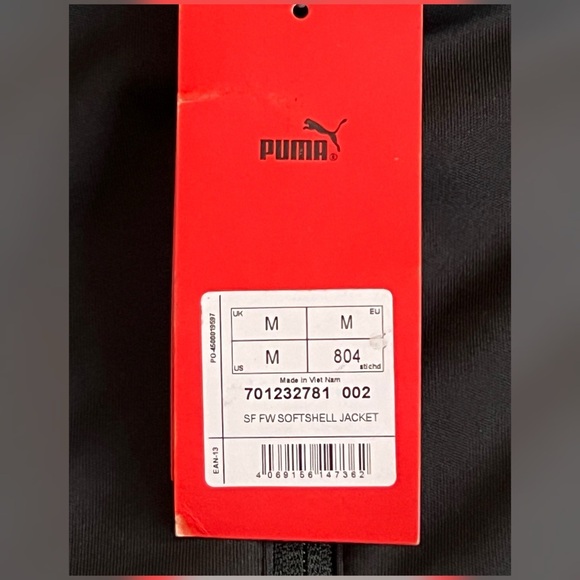 PUMA®
UK M M EU
US M 804 stichd
Made in Viet Nam
701232781 002
SF FW SOFTSHELL JACKET
PO-4500019597
EAN-13
4 069156 147362